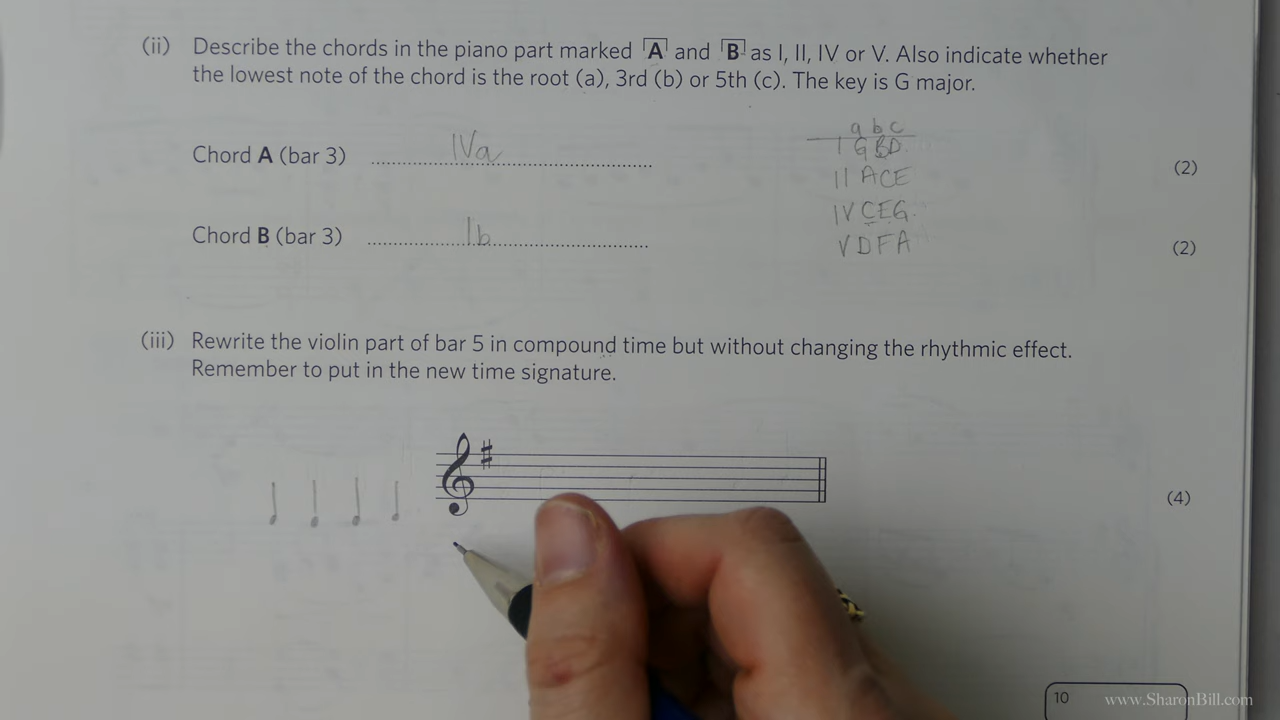 (ii) Describe the chords in the piano part marked A and B as I, II, IV or V. Also indicate whether
the lowest note of the chord is the root (a), 3rd (b) or 5th (c). The key is G major.
a b c
Chord A (bar 3) IVa I G B D (2)
II A C E
IV C E G
Chord B (bar 3) Ib V D F A (2)
(iii) Rewrite the violin part of bar 5 in compound time but without changing the rhythmic effect.
Remember to put in the new time signature.
(4)
10 www.SharonBill.com